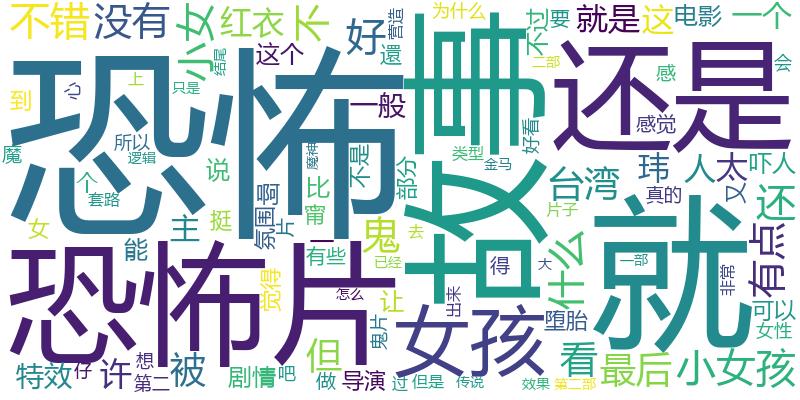 不错
没有
小女
红衣
不
好
为什么
营造
不过
要
就是
这
电影
一个
恐怖
故事
还是
到
心
上
只是
结尾
这个
還
一般
二部
感
会
魔
所以
逻辑
个
套路
说
挺
氛围
片
比
甯
魔神
不是
部分
好看
类型
金马
感觉
玮
人
太
吓人
台湾
真的
又
还
女
能
主
觉得
有些
鬼
去
已经
得
片子
大
什么
一部
非常
有点
恐怖片
就
怎么
让
鬼片
但
女孩
出来
堕胎
可以
女性
特效
仔
许
想
第二
被
剧情
吧
做
导演
过
但是
传说
看
最后
效果
第二部
小女孩